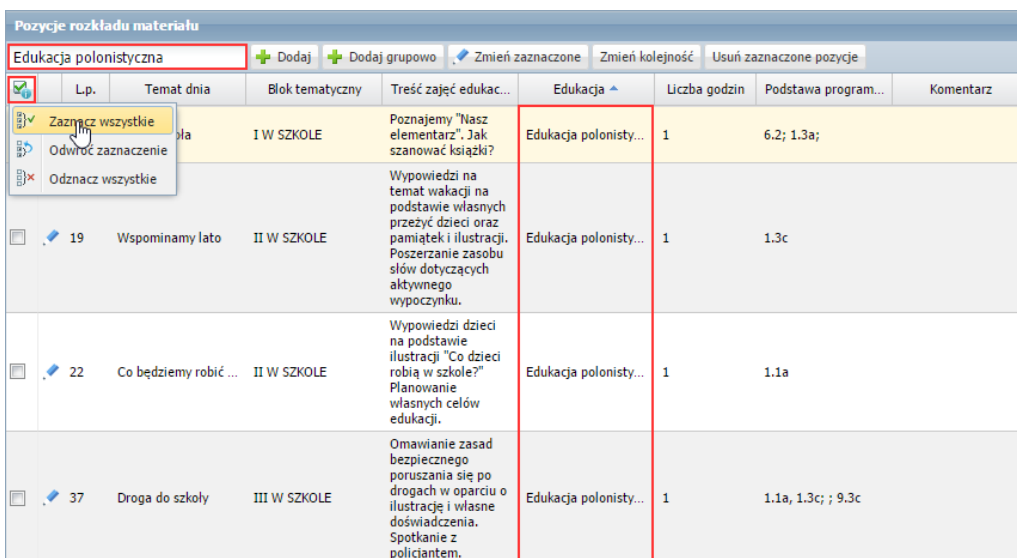 Pozycje rozkładu materiału
Edukacja polonistyczna
Dodaj
Dodaj grupowo
Zmień zaznaczone
Zmień kolejność
Usuń zaznaczone pozycje
L.p.
Temat dnia
Blok tematyczny
Treść zajęć edukac...
Edukacja
Liczba godzin
Podstawa program...
Komentarz
Zaznacz wszystkie
Odwróć zaznaczenie
Odznacz wszystkie
I W SZKOLE
Poznajemy "Nasz
elementarz". Jak
szanować książki?
Edukacja polonisty...
1
6.2; 1.3a;
19
Wspominamy lato
II W SZKOLE
Wypowiedzi na
temat wakacji na
podstawie własnych
przeżyć dzieci oraz
pamiątek i ilustracji.
Poszerzanie zasobu
słów dotyczących
aktywnego
wypoczynku.
Edukacja polonisty...
1
1.3c
22
Co będziemy robić ...
II W SZKOLE
Wypowiedzi dzieci
na podstawie
ilustracji "Co dzieci
robią w szkole?"
Planowanie
własnych celów
edukacji.
Edukacja polonisty...
1
1.1a
37
Droga do szkoły
III W SZKOLE
Omawianie zasad
bezpiecznego
poruszania się po
drogach w oparciu o
ilustrację i własne
doświadczenia.
Spotkanie z
policjantem.
Edukacja polonisty...
1
1.1a, 1.3c; ; 9.3c